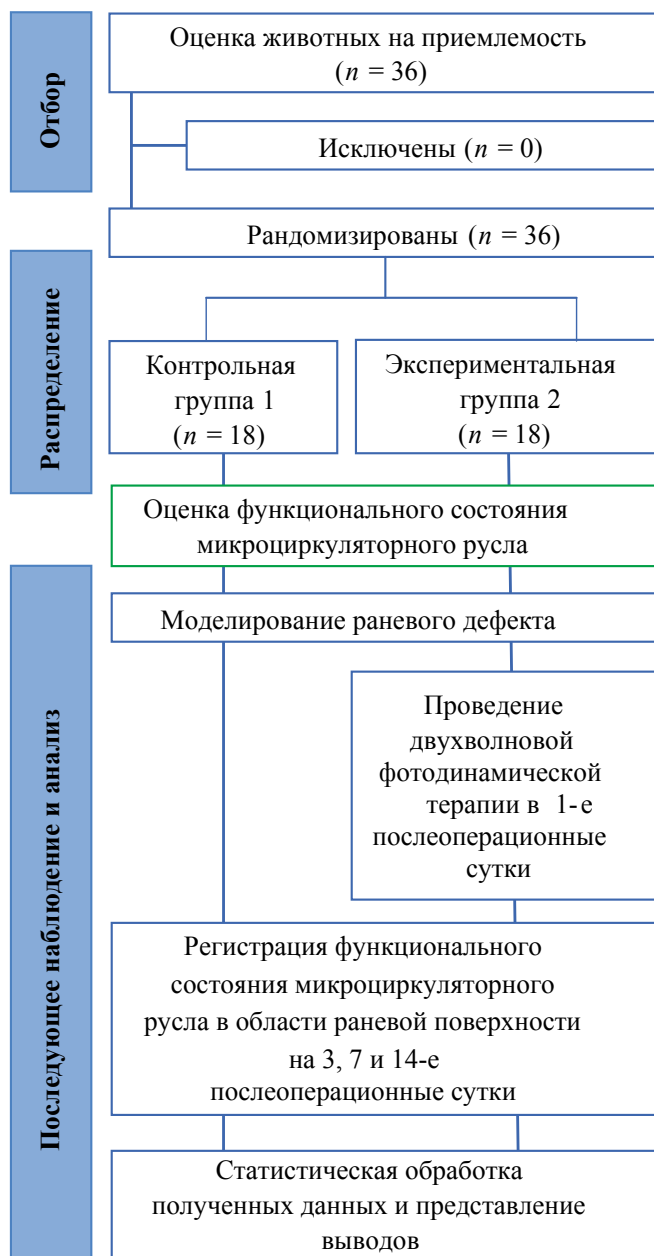 Отбор
Оценка животных на приемлемость
(n = 36)
Исключены (n = 0)
Рандомизированы (n = 36)
Распределение
Контрольная
группа 1
(n = 18)
Экспериментальная
группа 2
(n = 18)
Оценка функционального состояния
микроциркуляторного русла
Последующее наблюдение и анализ
Моделирование раневого дефекта
Проведение
двухволновой
фотодинамической
терапии в 1-е
послеоперационные
сутки
Регистрация функционального
состояния микроциркуляторного
русла в области раневой поверхности
на 3, 7 и 14-е
послеоперационные сутки
Статистическая обработка
полученных данных и представление
выводов